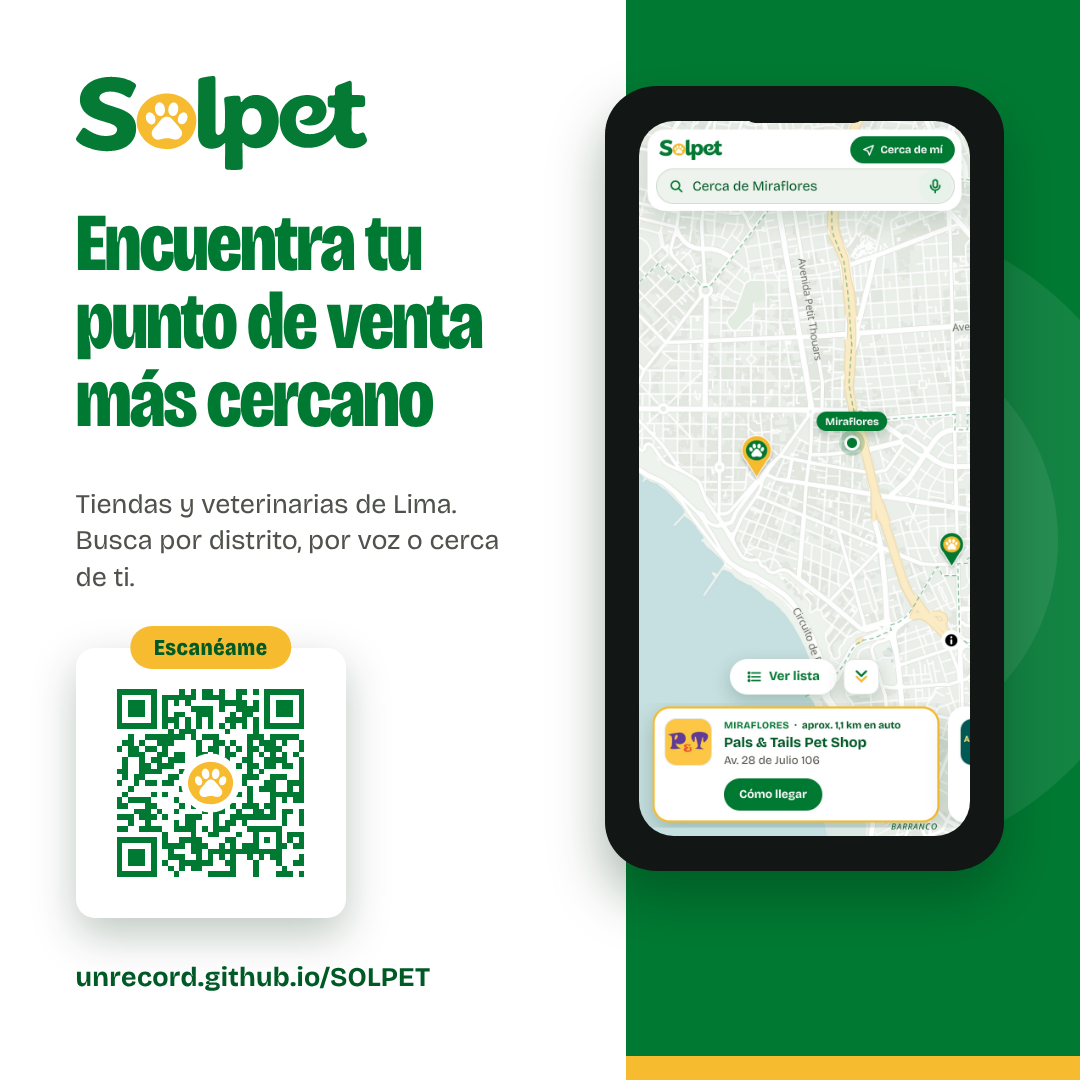 Solpet
Encuentra tu
punto de venta
más cercano
Tiendas y veterinarias de Lima.
Busca por distrito, por voz o cerca
de ti.
Escanéame
unrecord.github.io/SOLPET
Solpet
Cerca de mí
Cerca de Miraflores
Avenida Petit Thouars
Ave
Miraflores
Circuito de
Ver lista
MIRAFLORES · aprox. 1,1 km en auto
P&T
Pals & Tails Pet Shop
Av. 28 de Julio 106
Cómo llegar
BARRANCO